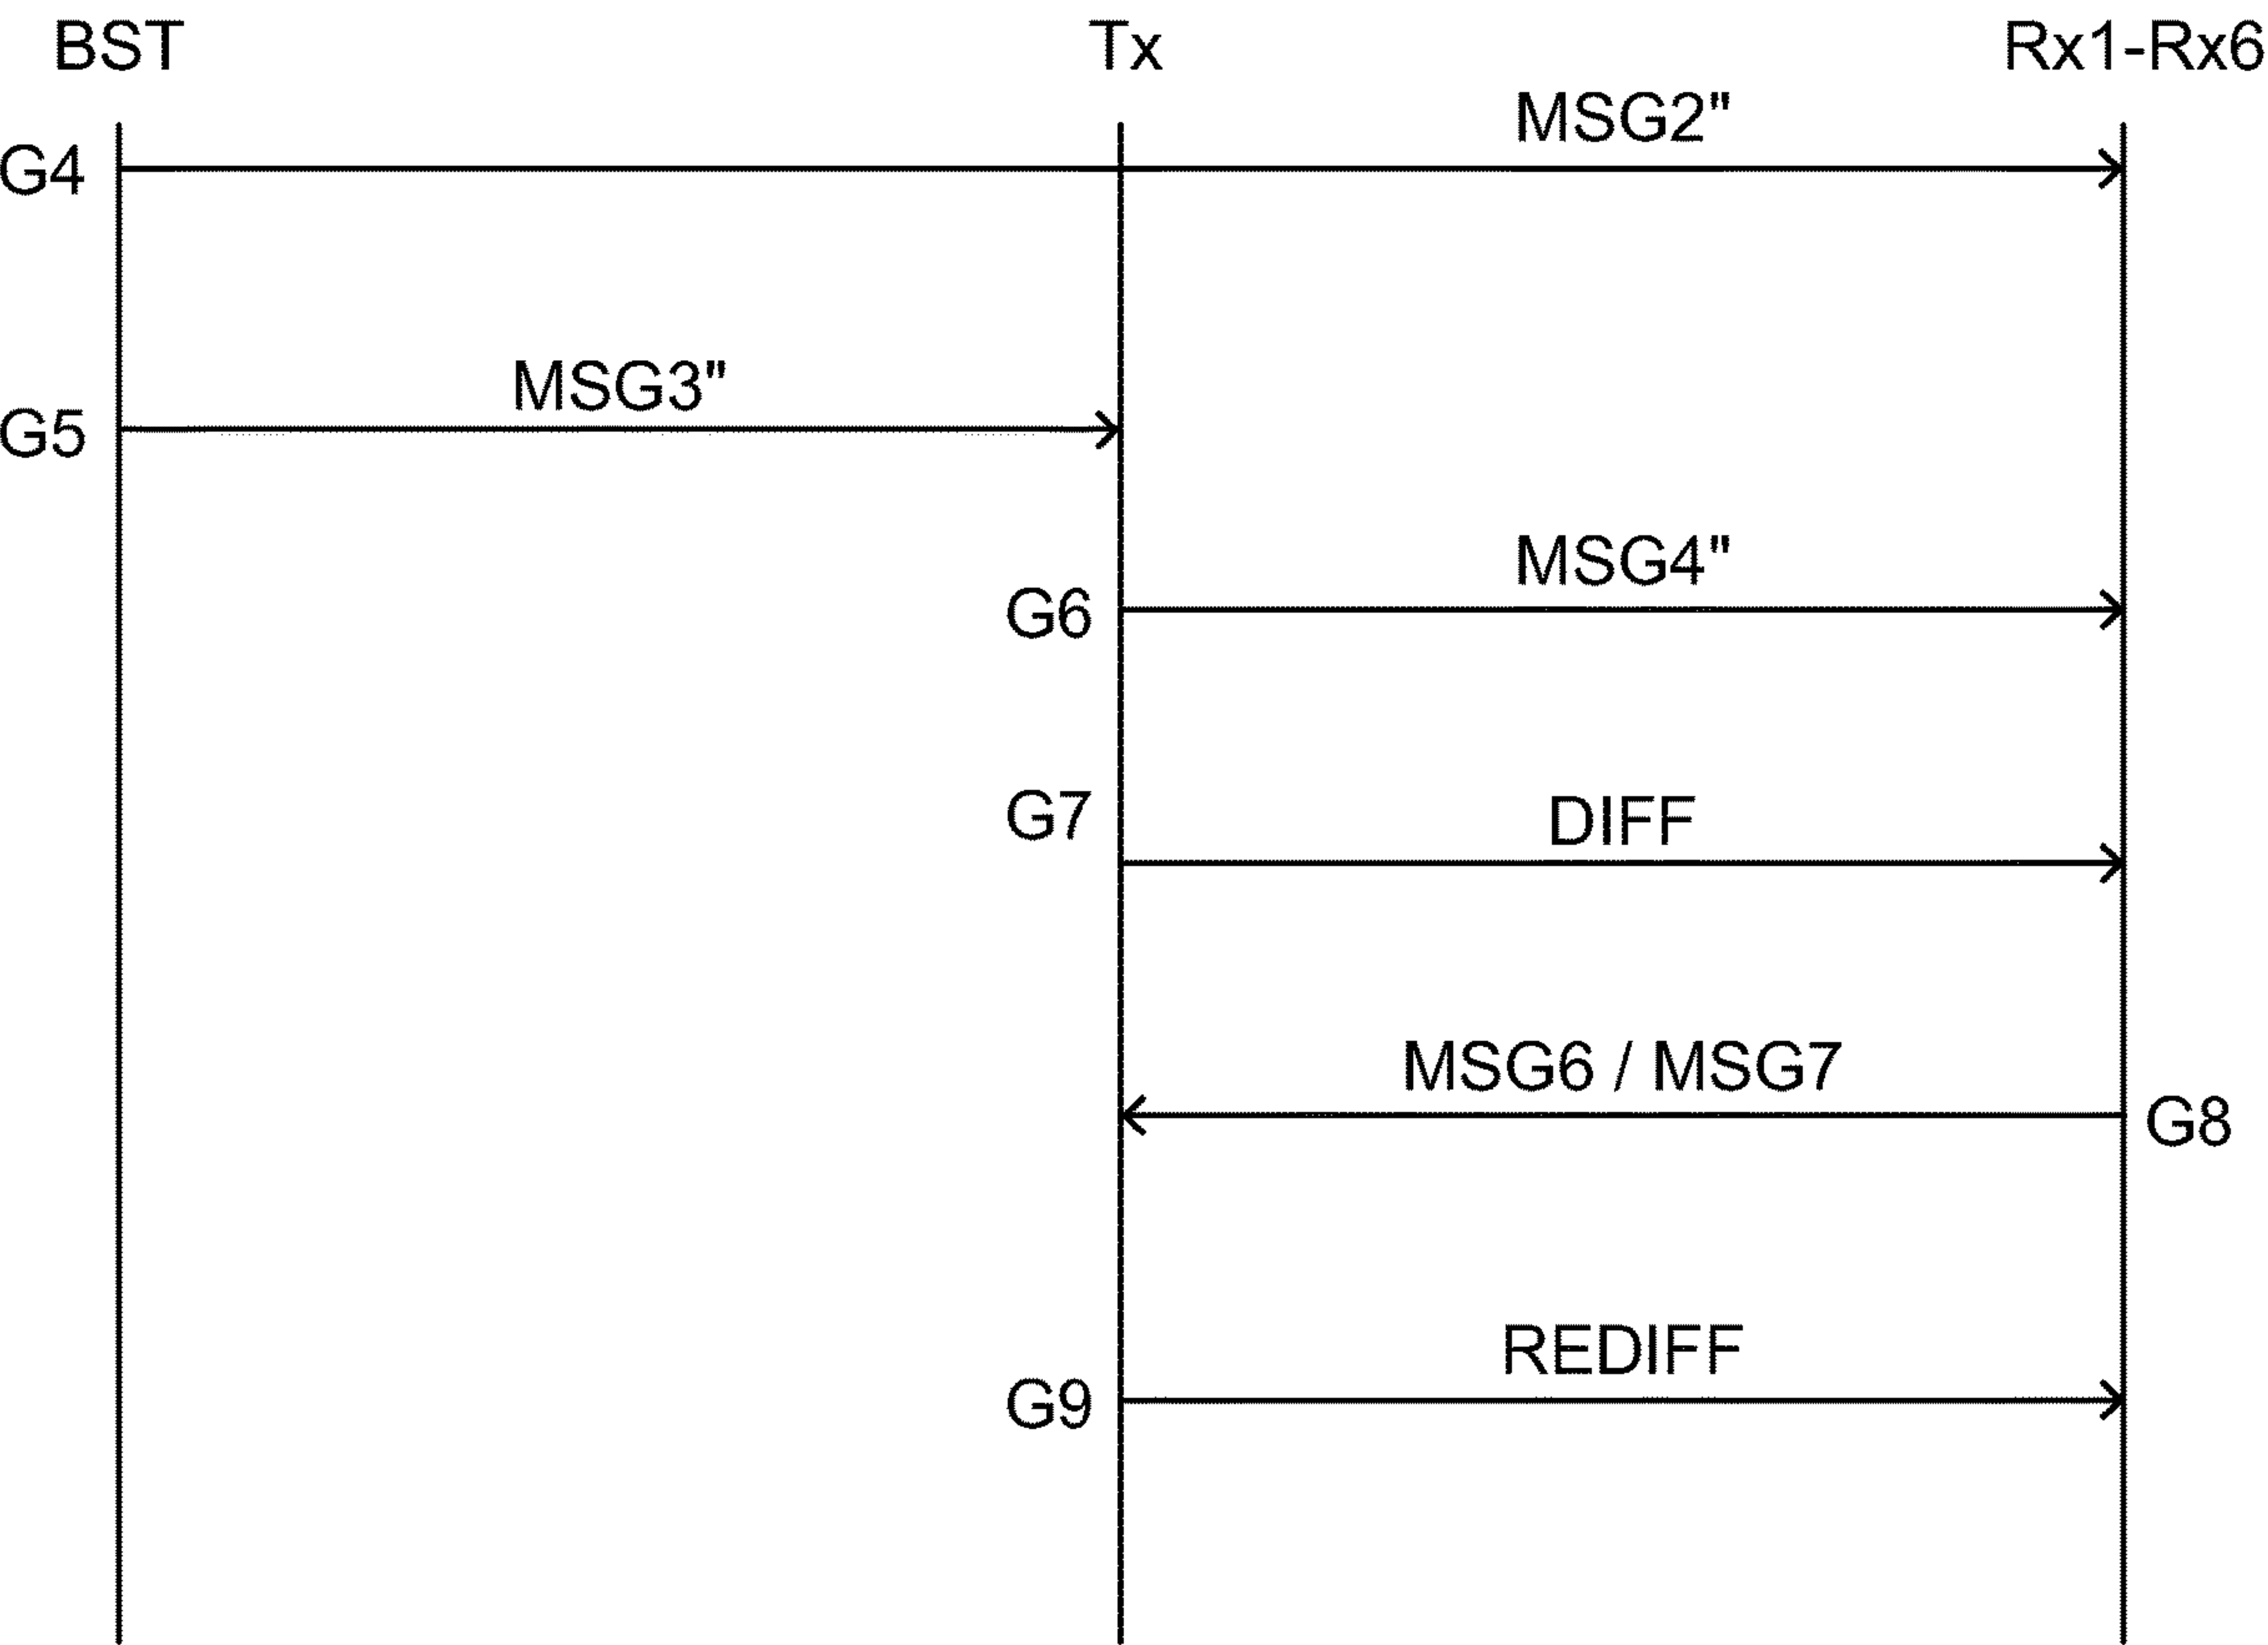 BST Tx Rx1-Rx6
MSG2"
G4
MSG3"
G5
MSG4"
G6
G7
DIFF
MSG6 / MSG7
G8
REDIFF
G9